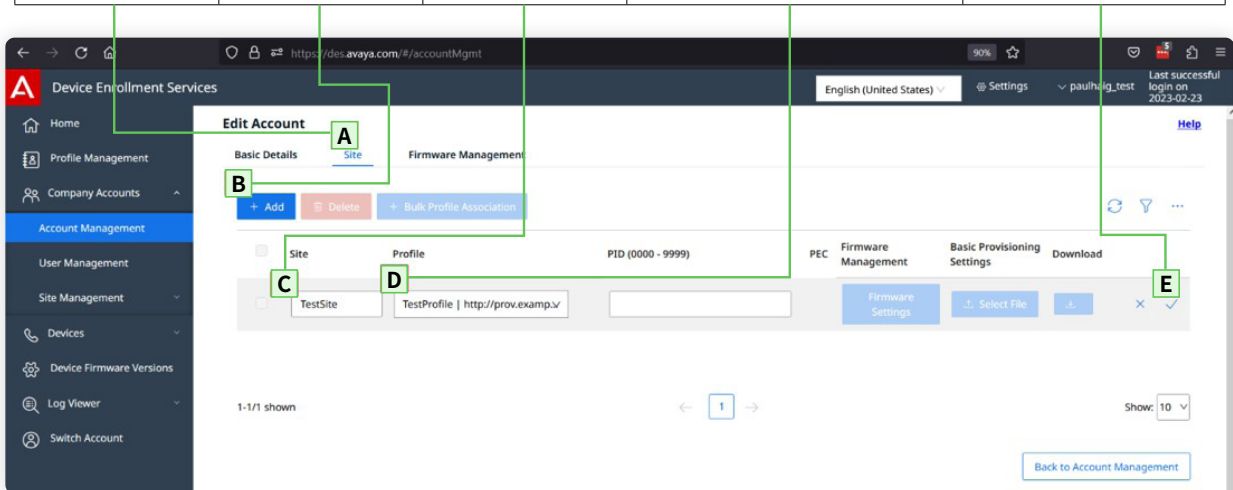 https://des.avaya.com/#/accountMgmt
90%
5
Device Enrollment Services
English (United States)
Settings
paulhaig_test
Last successful
login on
2023-02-23
Home
Profile Management
Company Accounts
Account Management
User Management
Site Management
Devices
Device Firmware Versions
Log Viewer
Switch Account
Edit Account
Help
A
Basic Details
Site
Firmware Management
B
+ Add
Delete
+ Bulk Profile Association
Site
Profile
PID (0000 - 9999)
PEC
Firmware
Management
Basic Provisioning
Settings
Download
C
D
E
TestSite
TestProfile | http://prov.examp.
Firmware
Settings
Select File
1-1/1 shown
1
Show: 10
Back to Account Management